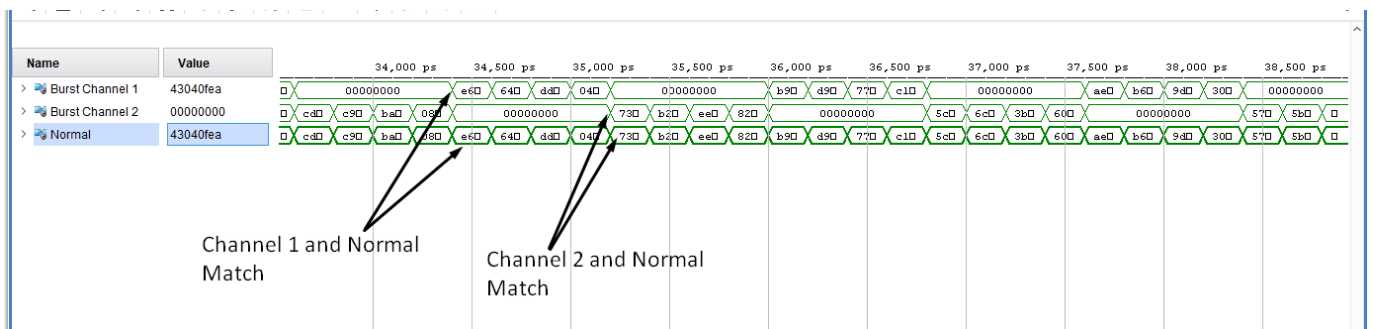 Name Value
34,000 ps 34,500 ps 35,000 ps 35,500 ps 36,000 ps 36,500 ps 37,000 ps 37,500 ps 38,000 ps 38,500 ps
> Burst Channel 1 43040fea 00000000 e6□ 64□ dd□ 04□ 00000000 b9□ d9□ 77□ c1□ 00000000 ae□ b6□ 9d□ 30□ 00000000
> Burst Channel 2 00000000 cd□ c9□ ba□ 08□ 00000000 73□ b2□ ee□ 82□ 00000000 5c□ 6c□ 3b□ 60□ 00000000 57□ 5b□
> Normal 43040fea cd□ c9□ ba□ 08□ e6□ 64□ dd□ 04□ 73□ b2□ ee□ 82□ b9□ d9□ 77□ c1□ 5c□ 6c□ 3b□ 60□ ae□ b6□ 9d□ 30□ 57□ 5b□
Channel 1 and Normal
Match
Channel 2 and Normal
Match